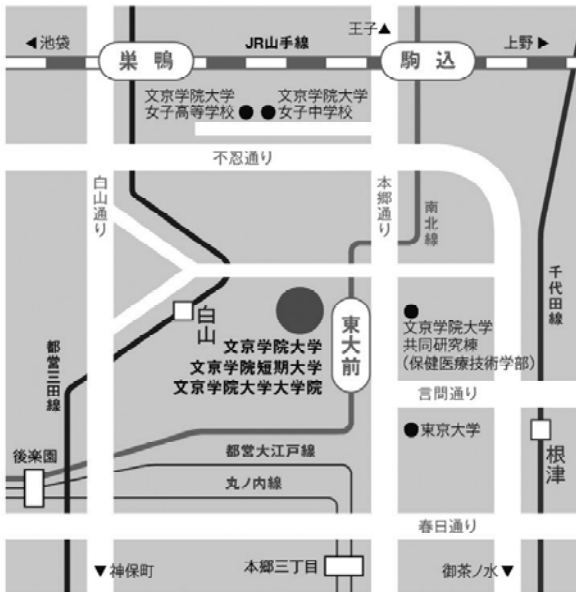 王子▲
◀池袋
巣鴨
JR山手線
駒込
上野▶
文京学院大学
女子高等学校
文京学院大学
女子中学校
不忍通り
白山通り
本郷通り
南北線
千代田線
白山
東大前
文京学院大学
文京学院短期大学
文京学院大学大学院
文京学院大学
共同研究棟
(保健医療技術学部)
都営三田線
言問通り
東京大学
根津
後楽園
都営大江戸線
丸ノ内線
春日通り
▼神保町
本郷三丁目
御茶ノ水▼